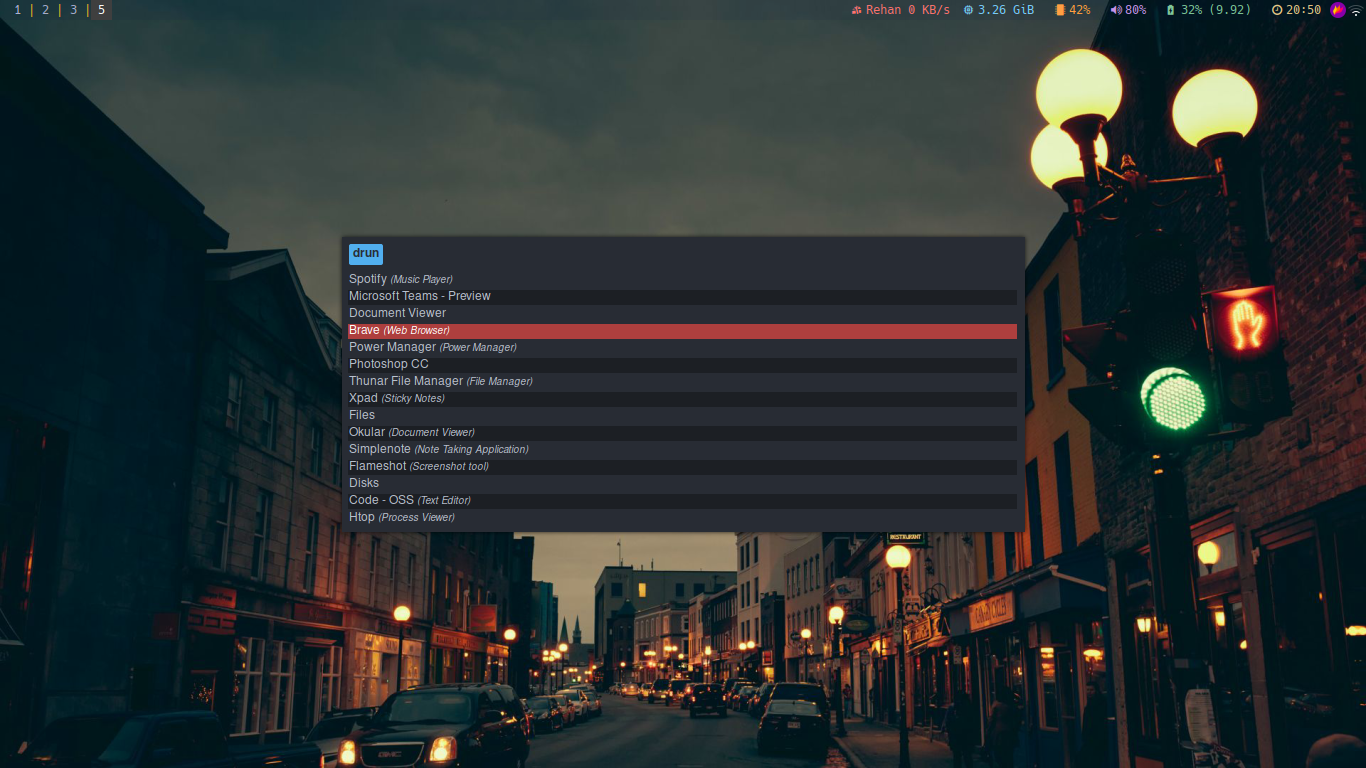 1 | 2 | 3 | 5
Rehan 0 KB/s 3.26 GiB 42% 80% 32% (9.92) 20:50
drun
Spotify (Music Player)
Microsoft Teams - Preview
Document Viewer
Brave (Web Browser)
Power Manager (Power Manager)
Photoshop CC
Thunar File Manager (File Manager)
Xpad (Sticky Notes)
Files
Okular (Document Viewer)
Simplenote (Note Taking Application)
Flameshot (Screenshot tool)
Disks
Code - OSS (Text Editor)
Htop (Process Viewer)
RESTAURANT
GMC